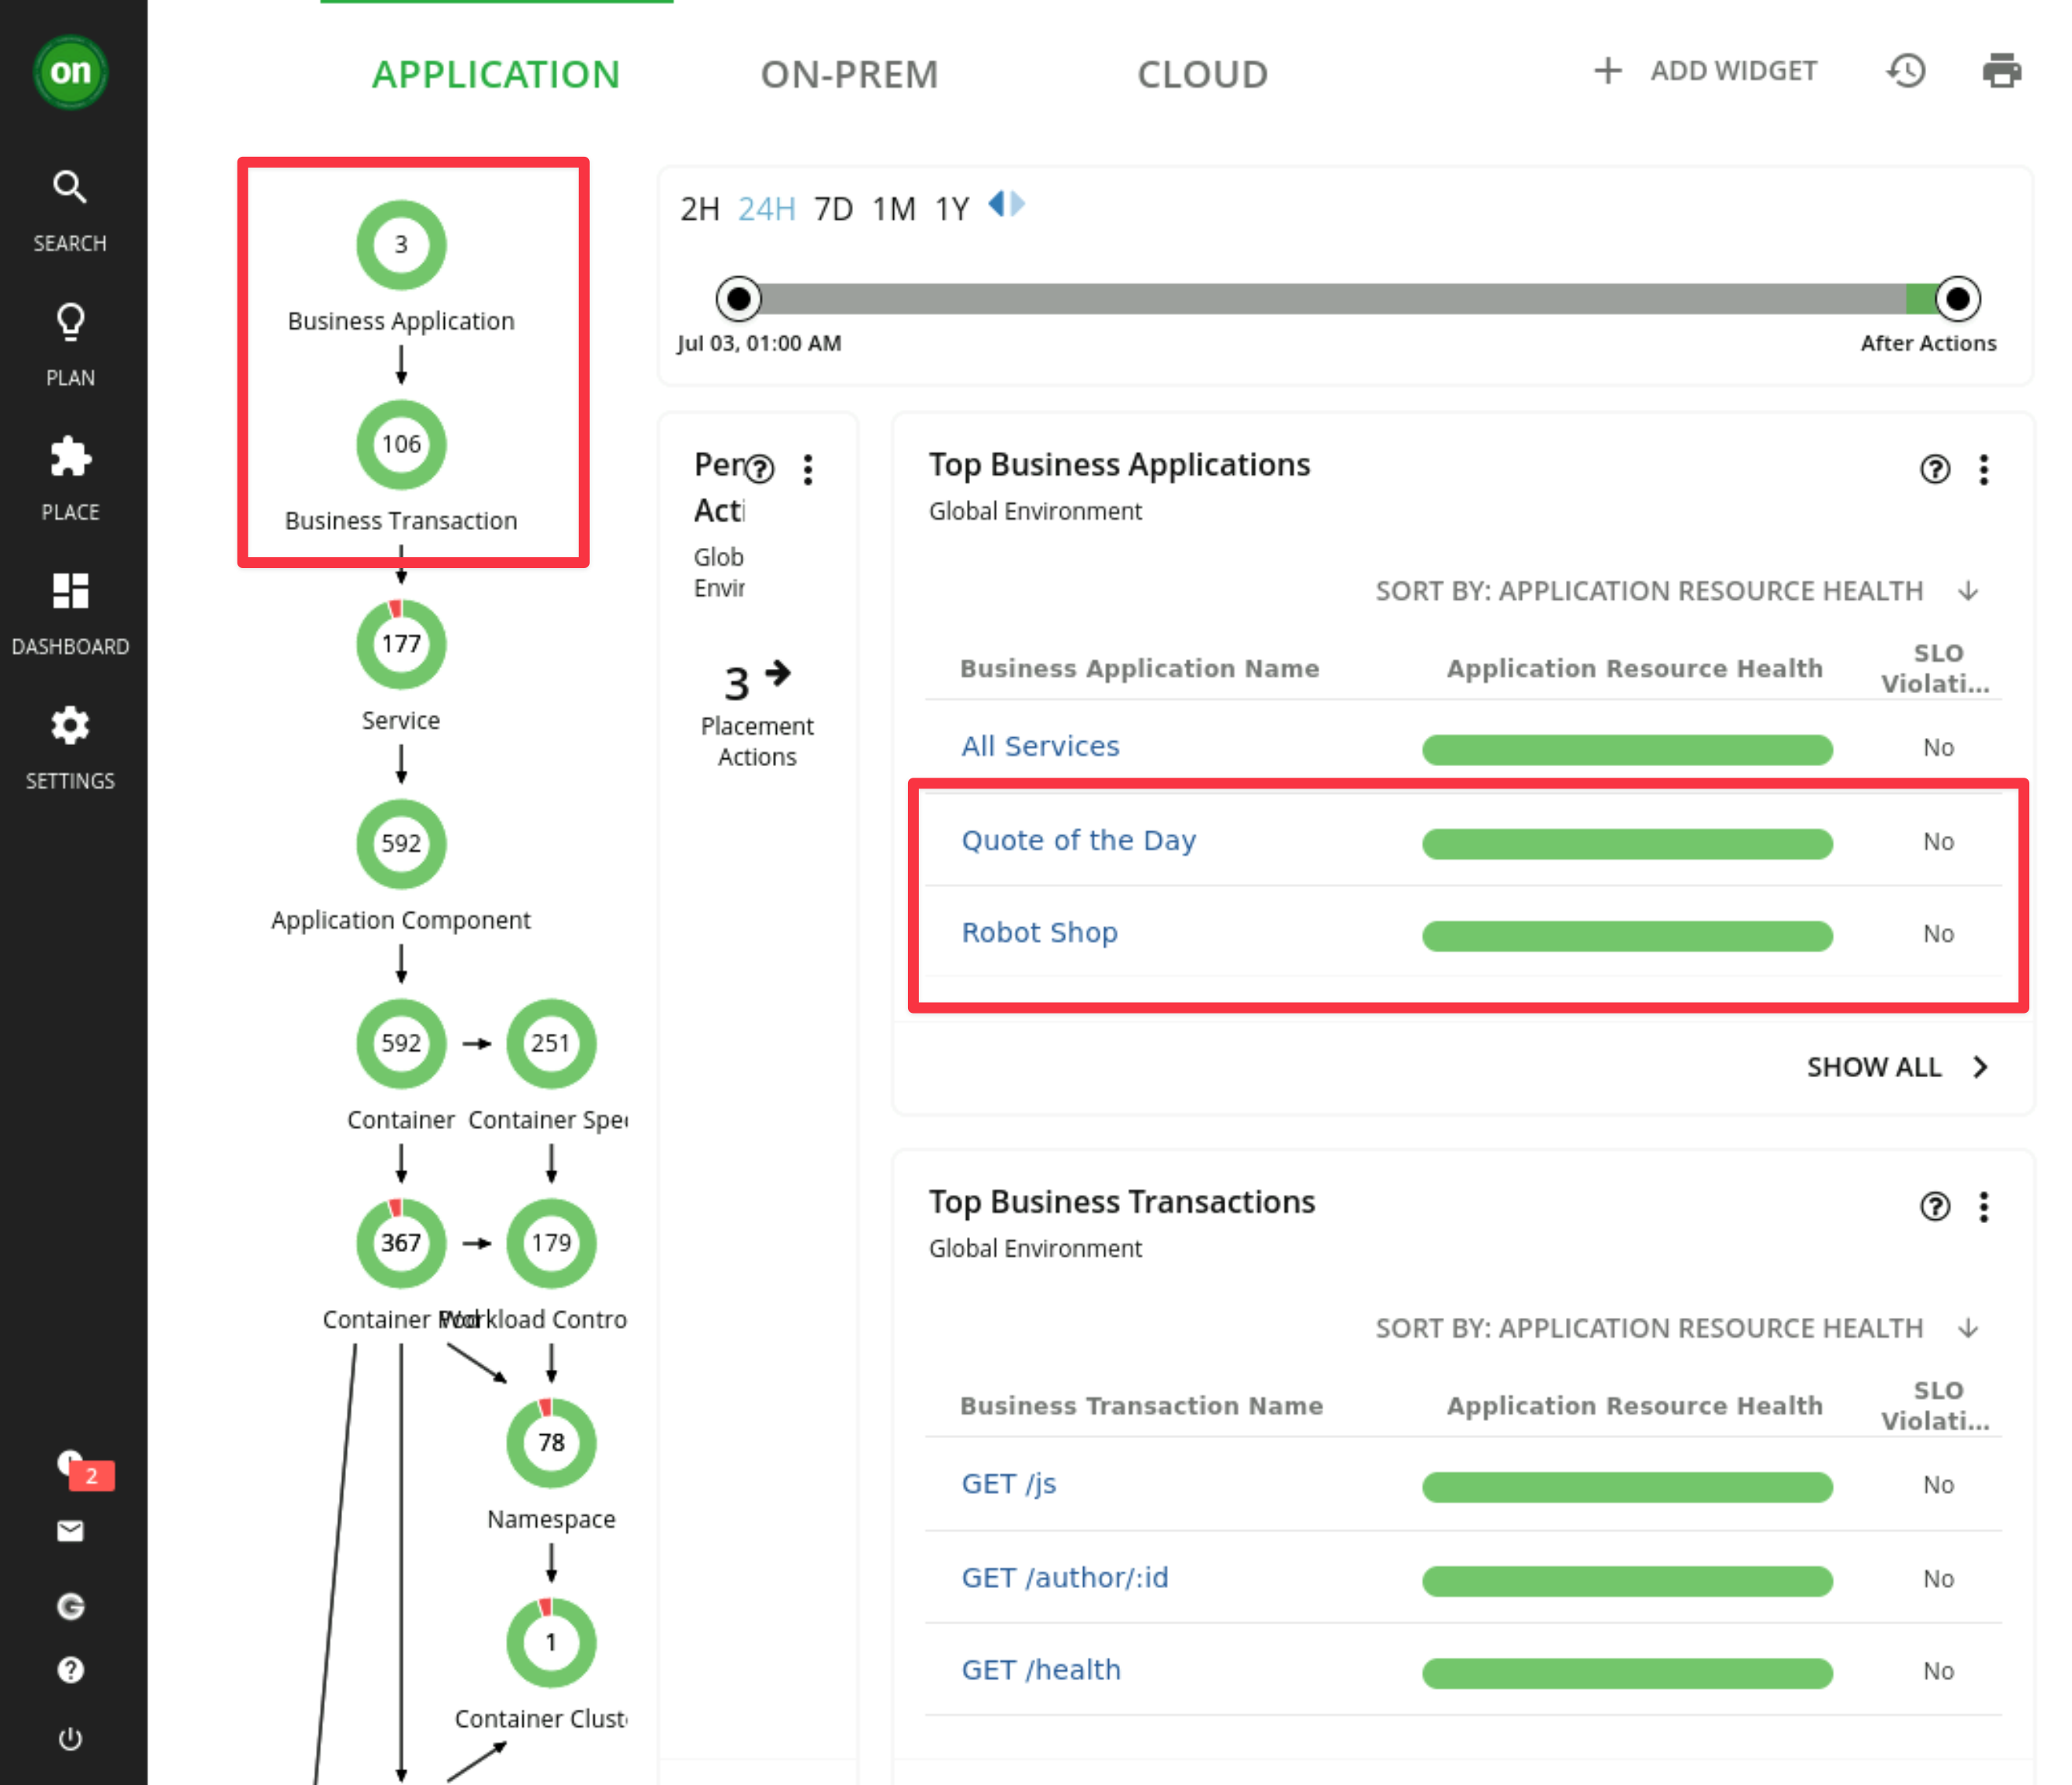 on
SEARCH
PLAN
PLACE
DASHBOARD
SETTINGS
2
APPLICATION
ON-PREM
CLOUD
ADD WIDGET
3
Business Application
106
Business Transaction
177
Service
592
Application Component
592
251
Container
Container Spe
367
179
Container Pod
Workload Contro
78
Namespace
1
Container Clust
2H 24H 7D 1M 1Y
Jul 03, 01:00 AM
After Actions
Pen
Acti
Glob
Envir
3
Placement
Actions
Top Business Applications
Global Environment
SORT BY: APPLICATION RESOURCE HEALTH
Business Application Name Application Resource Health SLO
Violati...
All Services No
Quote of the Day No
Robot Shop No
SHOW ALL
Top Business Transactions
Global Environment
SORT BY: APPLICATION RESOURCE HEALTH
Business Transaction Name Application Resource Health SLO
Violati...
GET /js No
GET /author/:id No
GET /health No